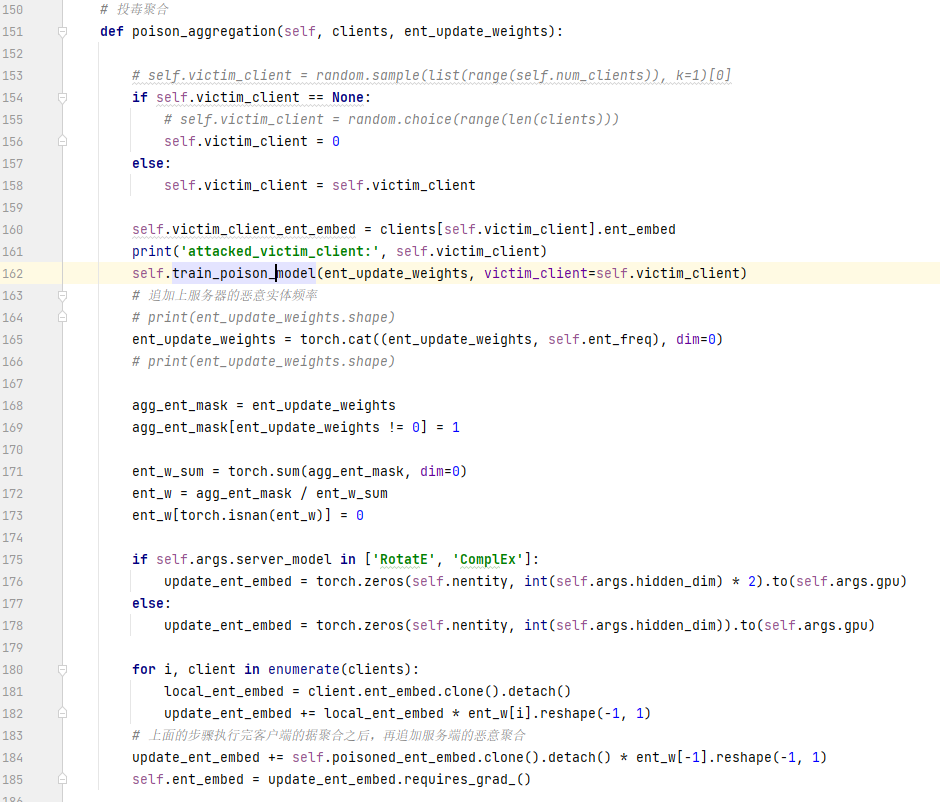 150 # 投毒聚合
151 def poison_aggregation(self, clients, ent_update_weights):
152
153 # self.victim_client = random.sample(list(range(self.num_clients)), k=1)[0]
154 if self.victim_client == None:
155 # self.victim_client = random.choice(range(len(clients)))
156 self.victim_client = 0
157 else:
158 self.victim_client = self.victim_client
159
160 self.victim_client_ent_embed = clients[self.victim_client].ent_embed
161 print('attacked_victim_client:', self.victim_client)
162 self.train_poison_model(ent_update_weights, victim_client=self.victim_client)
163 # 追加上服务器的恶意实体频率
164 # print(ent_update_weights.shape)
165 ent_update_weights = torch.cat((ent_update_weights, self.ent_freq), dim=0)
166 # print(ent_update_weights.shape)
167
168 agg_ent_mask = ent_update_weights
169 agg_ent_mask[ent_update_weights != 0] = 1
170
171 ent_w_sum = torch.sum(agg_ent_mask, dim=0)
172 ent_w = agg_ent_mask / ent_w_sum
173 ent_w[torch.isnan(ent_w)] = 0
174
175 if self.args.server_model in ['RotatE', 'ComplEx']:
176 update_ent_embed = torch.zeros(self.nentity, int(self.args.hidden_dim) * 2).to(self.args.gpu)
177 else:
178 update_ent_embed = torch.zeros(self.nentity, int(self.args.hidden_dim)).to(self.args.gpu)
179
180 for i, client in enumerate(clients):
181 local_ent_embed = client.ent_embed.clone().detach()
182 update_ent_embed += local_ent_embed * ent_w[i].reshape(-1, 1)
183 # 上面的步骤执行完客户端的据聚合之后，再追加服务端的恶意聚合
184 update_ent_embed += self.poisoned_ent_embed.clone().detach() * ent_w[-1].reshape(-1, 1)
185 self.ent_embed = update_ent_embed.requires_grad_()
186